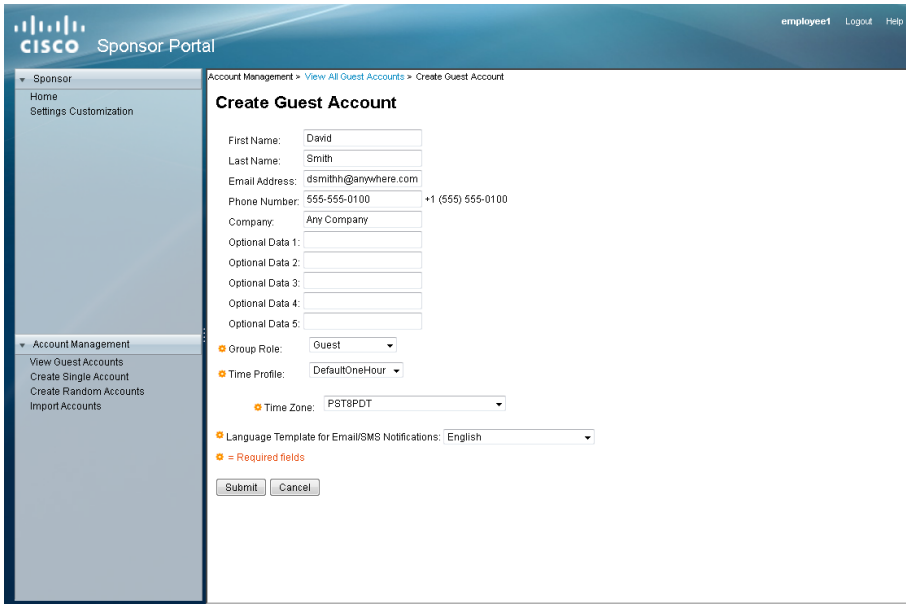 employee1 Logout Help
CISCO Sponsor Portal
Sponsor
Home
Settings Customization
Account Management > View All Guest Accounts > Create Guest Account
Create Guest Account
First Name: David
Last Name: Smith
Email Address: dsmithh@anywhere.com
Phone Number: 555-555-0100 +1 (555) 555-0100
Company: Any Company
Optional Data 1:
Optional Data 2:
Optional Data 3:
Optional Data 4:
Optional Data 5:
Group Role: Guest
Time Profile: DefaultOneHour
Time Zone: PST8PDT
Language Template for Email/SMS Notifications: English
= Required fields
Submit Cancel
Account Management
View Guest Accounts
Create Single Account
Create Random Accounts
Import Accounts